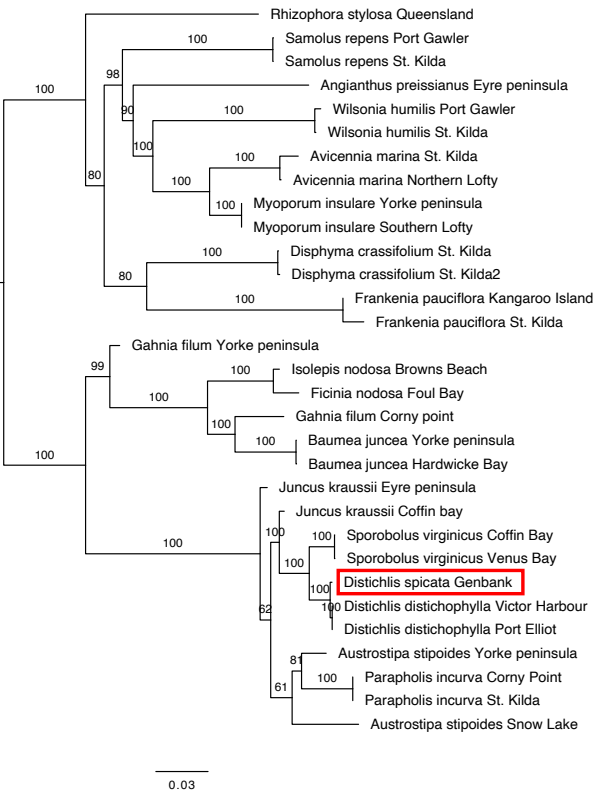 Rhizophora stylosa Queensland
100
Samolus repens Port Gawler
Samolus repens St. Kilda
98
Angianthus preissianus Eyre peninsula
100
90
100
Wilsonia humilis Port Gawler
Wilsonia humilis St. Kilda
100
100
Avicennia marina St. Kilda
Avicennia marina Northern Lofty
80
100
100
Myoporum insulare Yorke peninsula
Myoporum insulare Southern Lofty
100
Disphyma crassifolium St. Kilda
Disphyma crassifolium St. Kilda2
80
100
Frankenia pauciflora Kangaroo Island
Frankenia pauciflora St. Kilda
Gahnia filum Yorke peninsula
99
100
Isolepis nodosa Browns Beach
Ficinia nodosa Foul Bay
100
Gahnia filum Corny point
100
100
Baumea juncea Yorke peninsula
Baumea juncea Hardwicke Bay
100
Juncus kraussii Eyre peninsula
Juncus kraussii Coffin bay
100
100
100
Sporobolus virginicus Coffin Bay
Sporobolus virginicus Venus Bay
100
Distichlis spicata Genbank
100
62
100
Distichlis distichophylla Victor Harbour
Distichlis distichophylla Port Elliot
Austrostipa stipoides Yorke peninsula
81
100
Parapholis incurva Corny Point
61
Parapholis incurva St. Kilda
Austrostipa stipoides Snow Lake
0.03